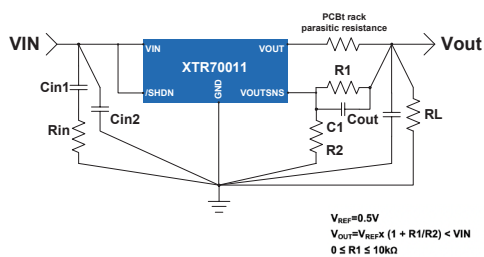 PCBt rack
parasitic resistance
VIN
VIN
VOUT
Vout
XTR70011
R1
Cin1
/SHDN
GND
VOUTSNS
Cin2
C1
Cout
RL
Rin
R2
VREF=0.5V
VOUT=VREFx (1 + R1/R2) < VIN
0 ≤ R1 ≤ 10kΩ